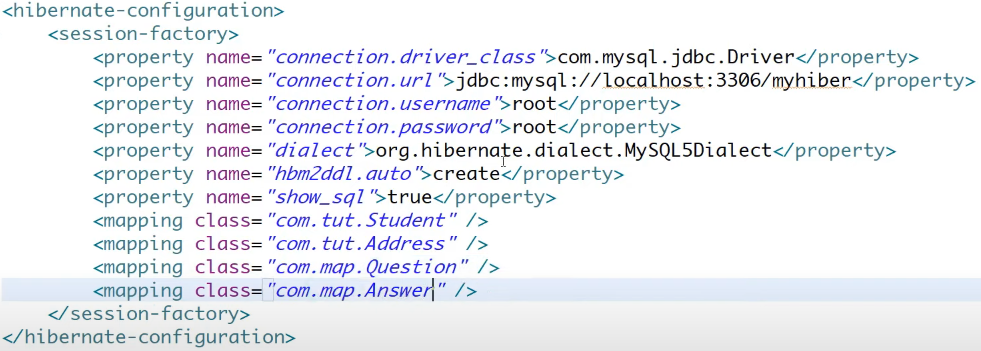 <hibernate-configuration>
<session-factory>
<property name="connection.driver_class">com.mysql.jdbc.Driver</property>
<property name="connection.url">jdbc:mysql://localhost:3306/myhiber</property>
<property name="connection.username">root</property>
<property name="connection.password">root</property>
<property name="dialect">org.hibernate.dialect.MySQL5Dialect</property>
<property name="hbm2ddl.auto">create</property>
<property name="show_sql">true</property>
<mapping class="com.tut.Student" />
<mapping class="com.tut.Address" />
<mapping class="com.map.Question" />
<mapping class="com.map.Answer" />
</session-factory>
</hibernate-configuration>